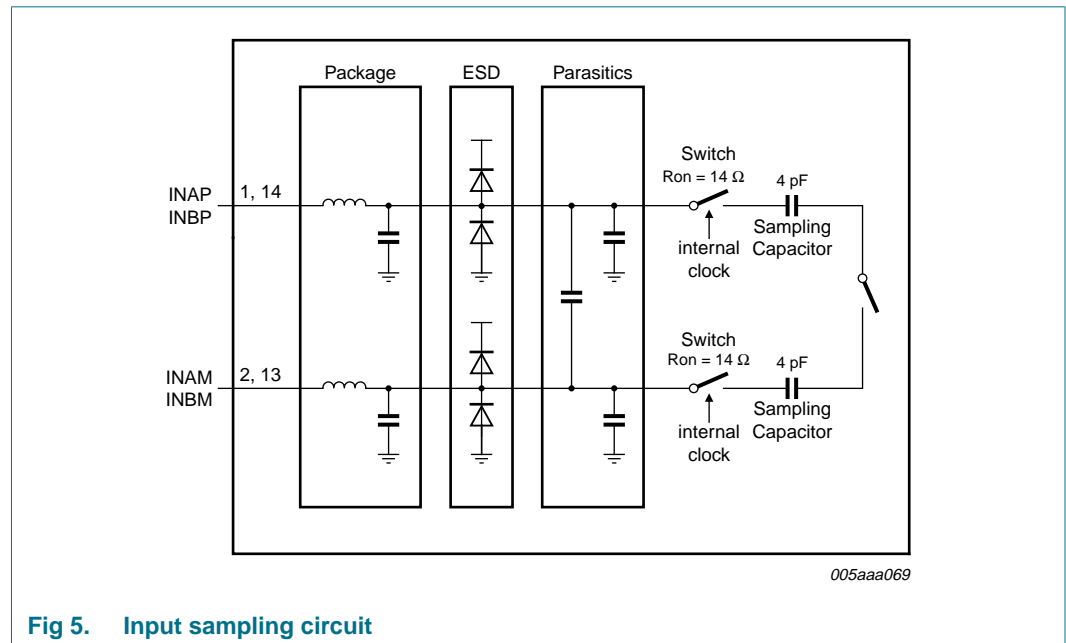 Package ESD Parasitics
Switch
Ron = 14 Ω
4 pF
INAP
INBP
1, 14
internal
clock
Sampling
Capacitor
Switch
Ron = 14 Ω
4 pF
INAM
INBM
2, 13
internal
clock
Sampling
Capacitor
005aaa069
Fig 5. Input sampling circuit